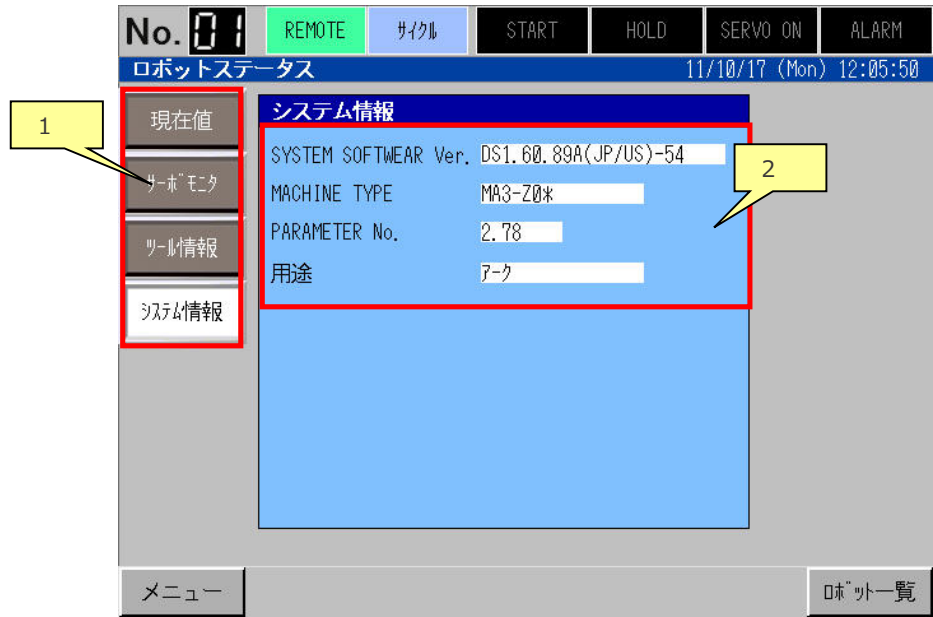 No. 01 REMOTE ｻｲｸﾙ START HOLD SERVO ON ALARM
ロボットステータス 11/10/17 (Mon) 12:05:50
1
現在値
ｻｰﾎﾞﾓﾆﾀ
ﾂｰﾙ情報
ｼｽﾃﾑ情報
システム情報
SYSTEM SOFTWEAR Ver. DS1.60.89A(JP/US)-54
MACHINE TYPE MA3-Z0*
PARAMETER No. 2.78
用途 ｱｰｸ
2
メニュー ﾛﾎﾞｯﾄ一覧